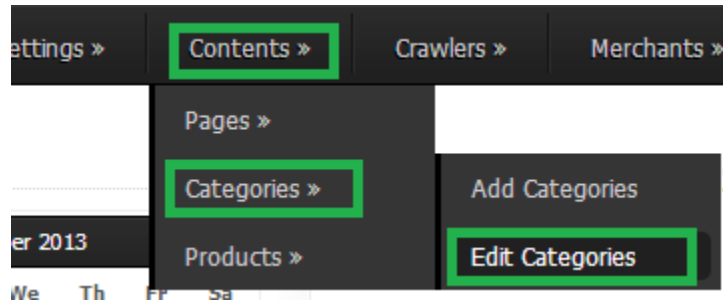 ettings » Contents » Crawlers » Merchants »
Pages »
Categories » Add Categories
er 2013 Products » Edit Categories
We Th Fr Sa